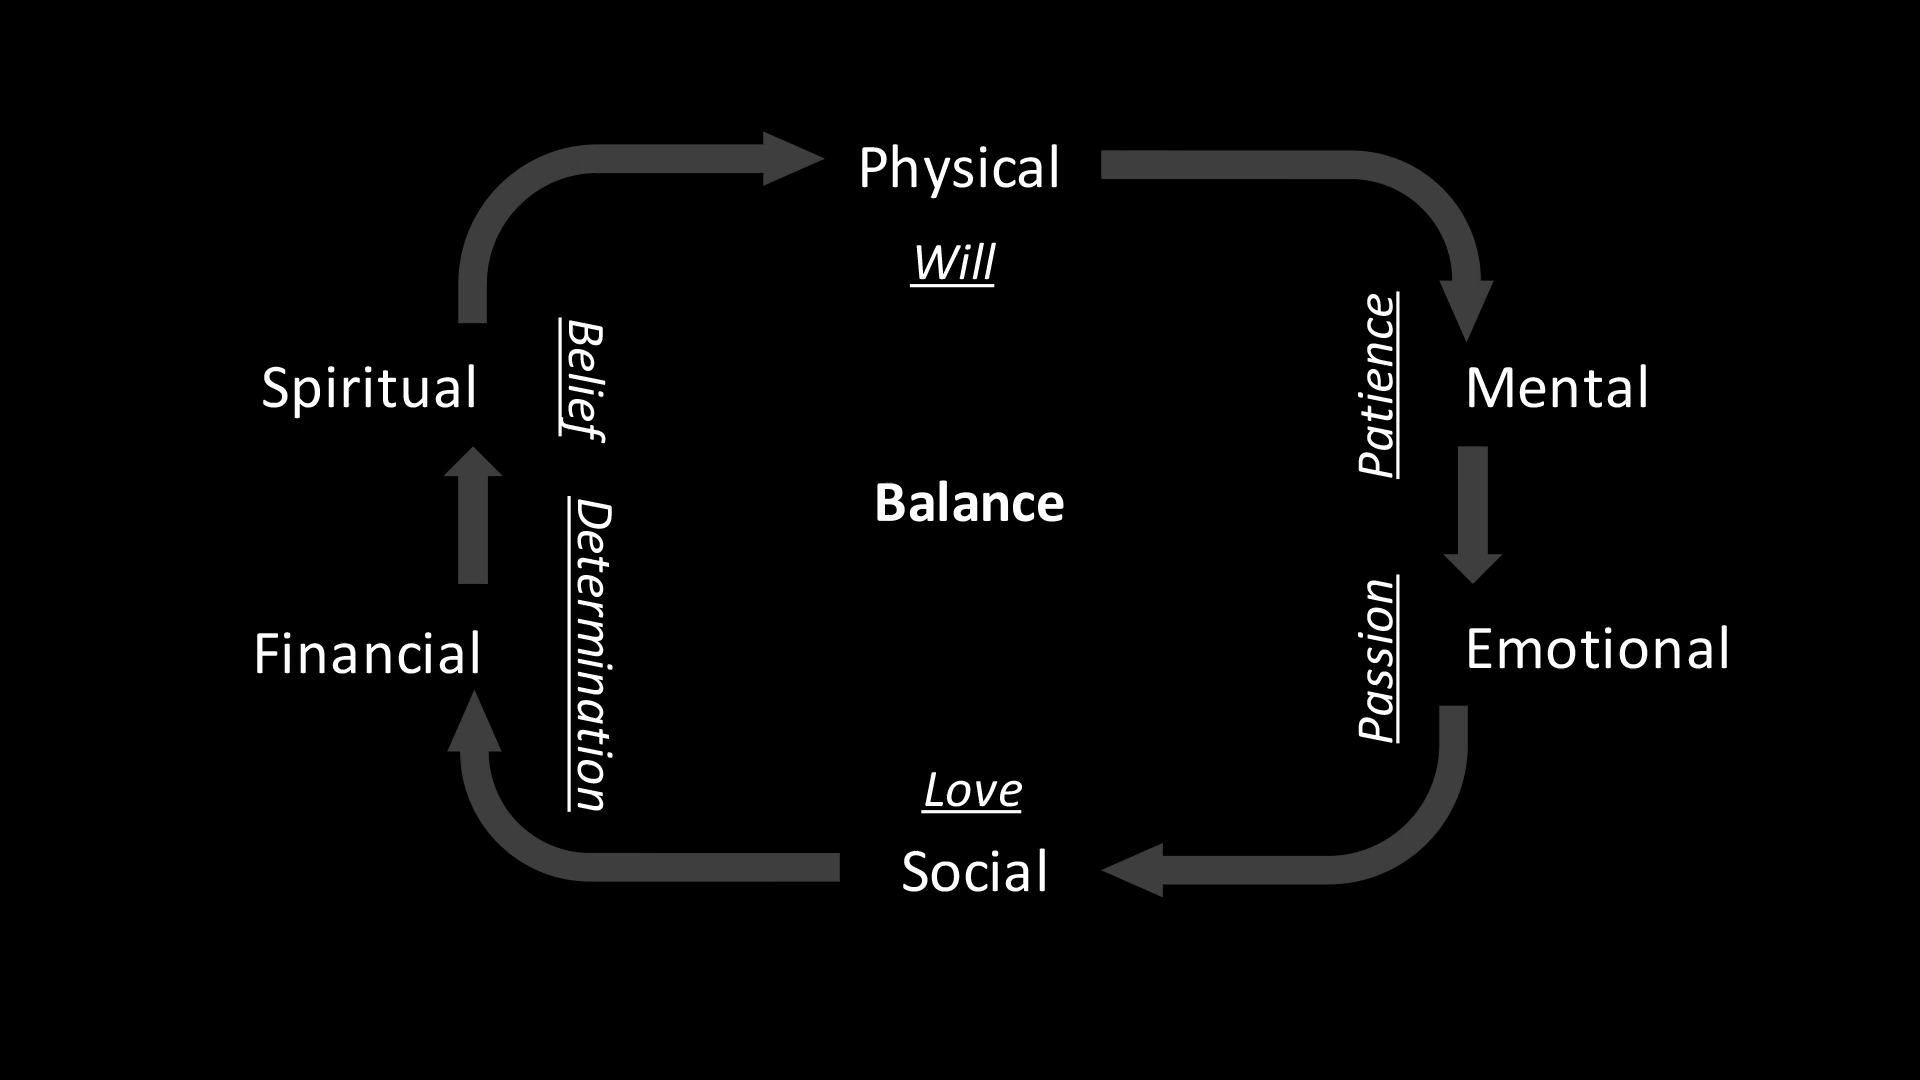 Physical
Will
Belief
Patience
Spiritual
Mental
Balance
Determination
Passion
Financial
Emotional
Love
Social